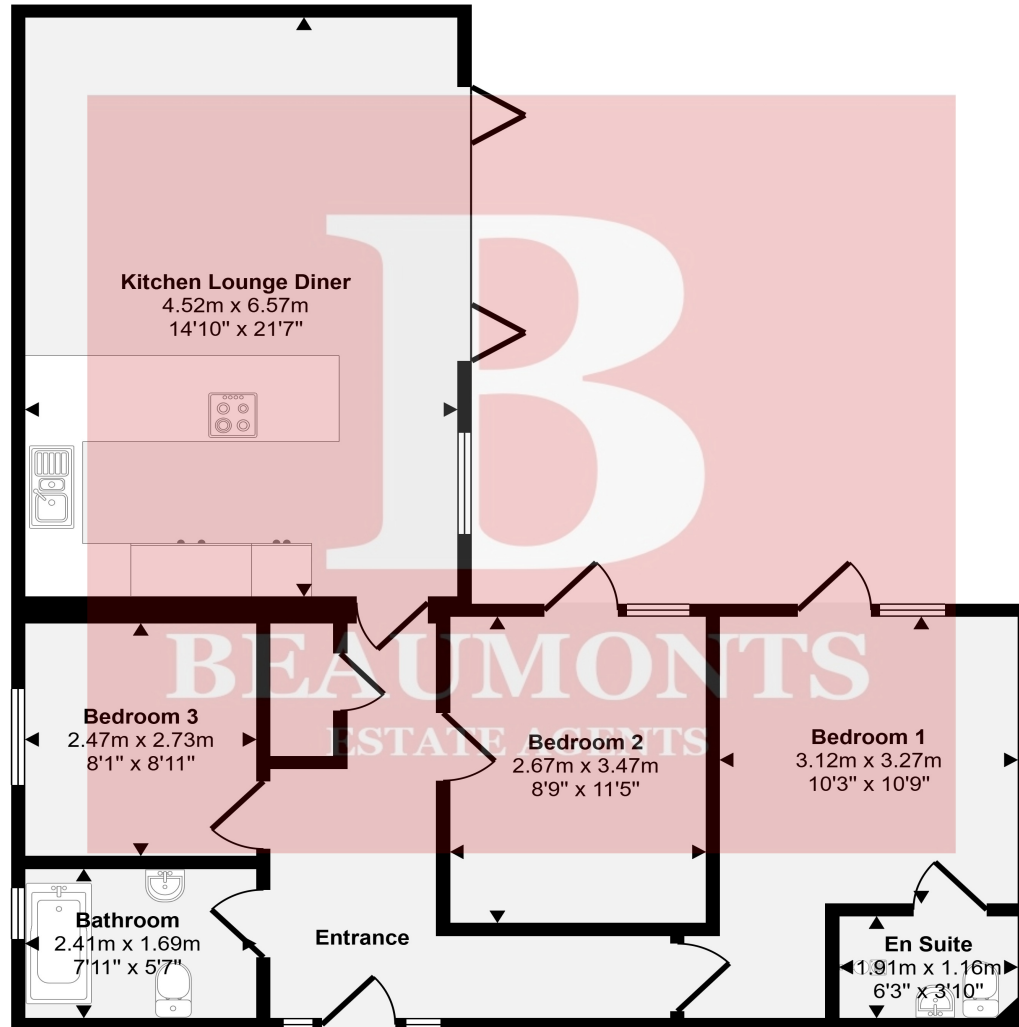 Kitchen Lounge Diner
4.52m x 6.57m
14'10" x 21'7"
B
BEAUMONTS
ESTATE AGENTS
Bedroom 3
2.47m x 2.73m
8'1" x 8'11"
Bedroom 2
2.67m x 3.47m
8'9" x 11'5"
Bedroom 1
3.12m x 3.27m
10'3" x 10'9"
Bathroom
2.41m x 1.69m
7'11" x 5'7"
Entrance
En Suite
1.91m x 1.16m
6'3" x 3'10"